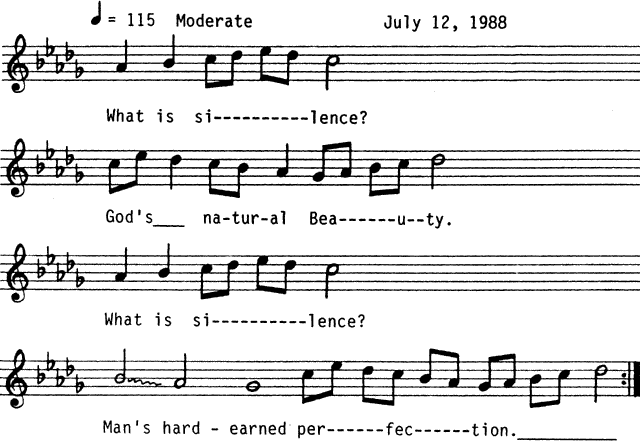 = 115 Moderate July 12, 1988
What is si----------lence?
God's___ na-tur-al Bea------u--ty.
What is si----------lence?
Man's hard - earned per------fec------tion.__________